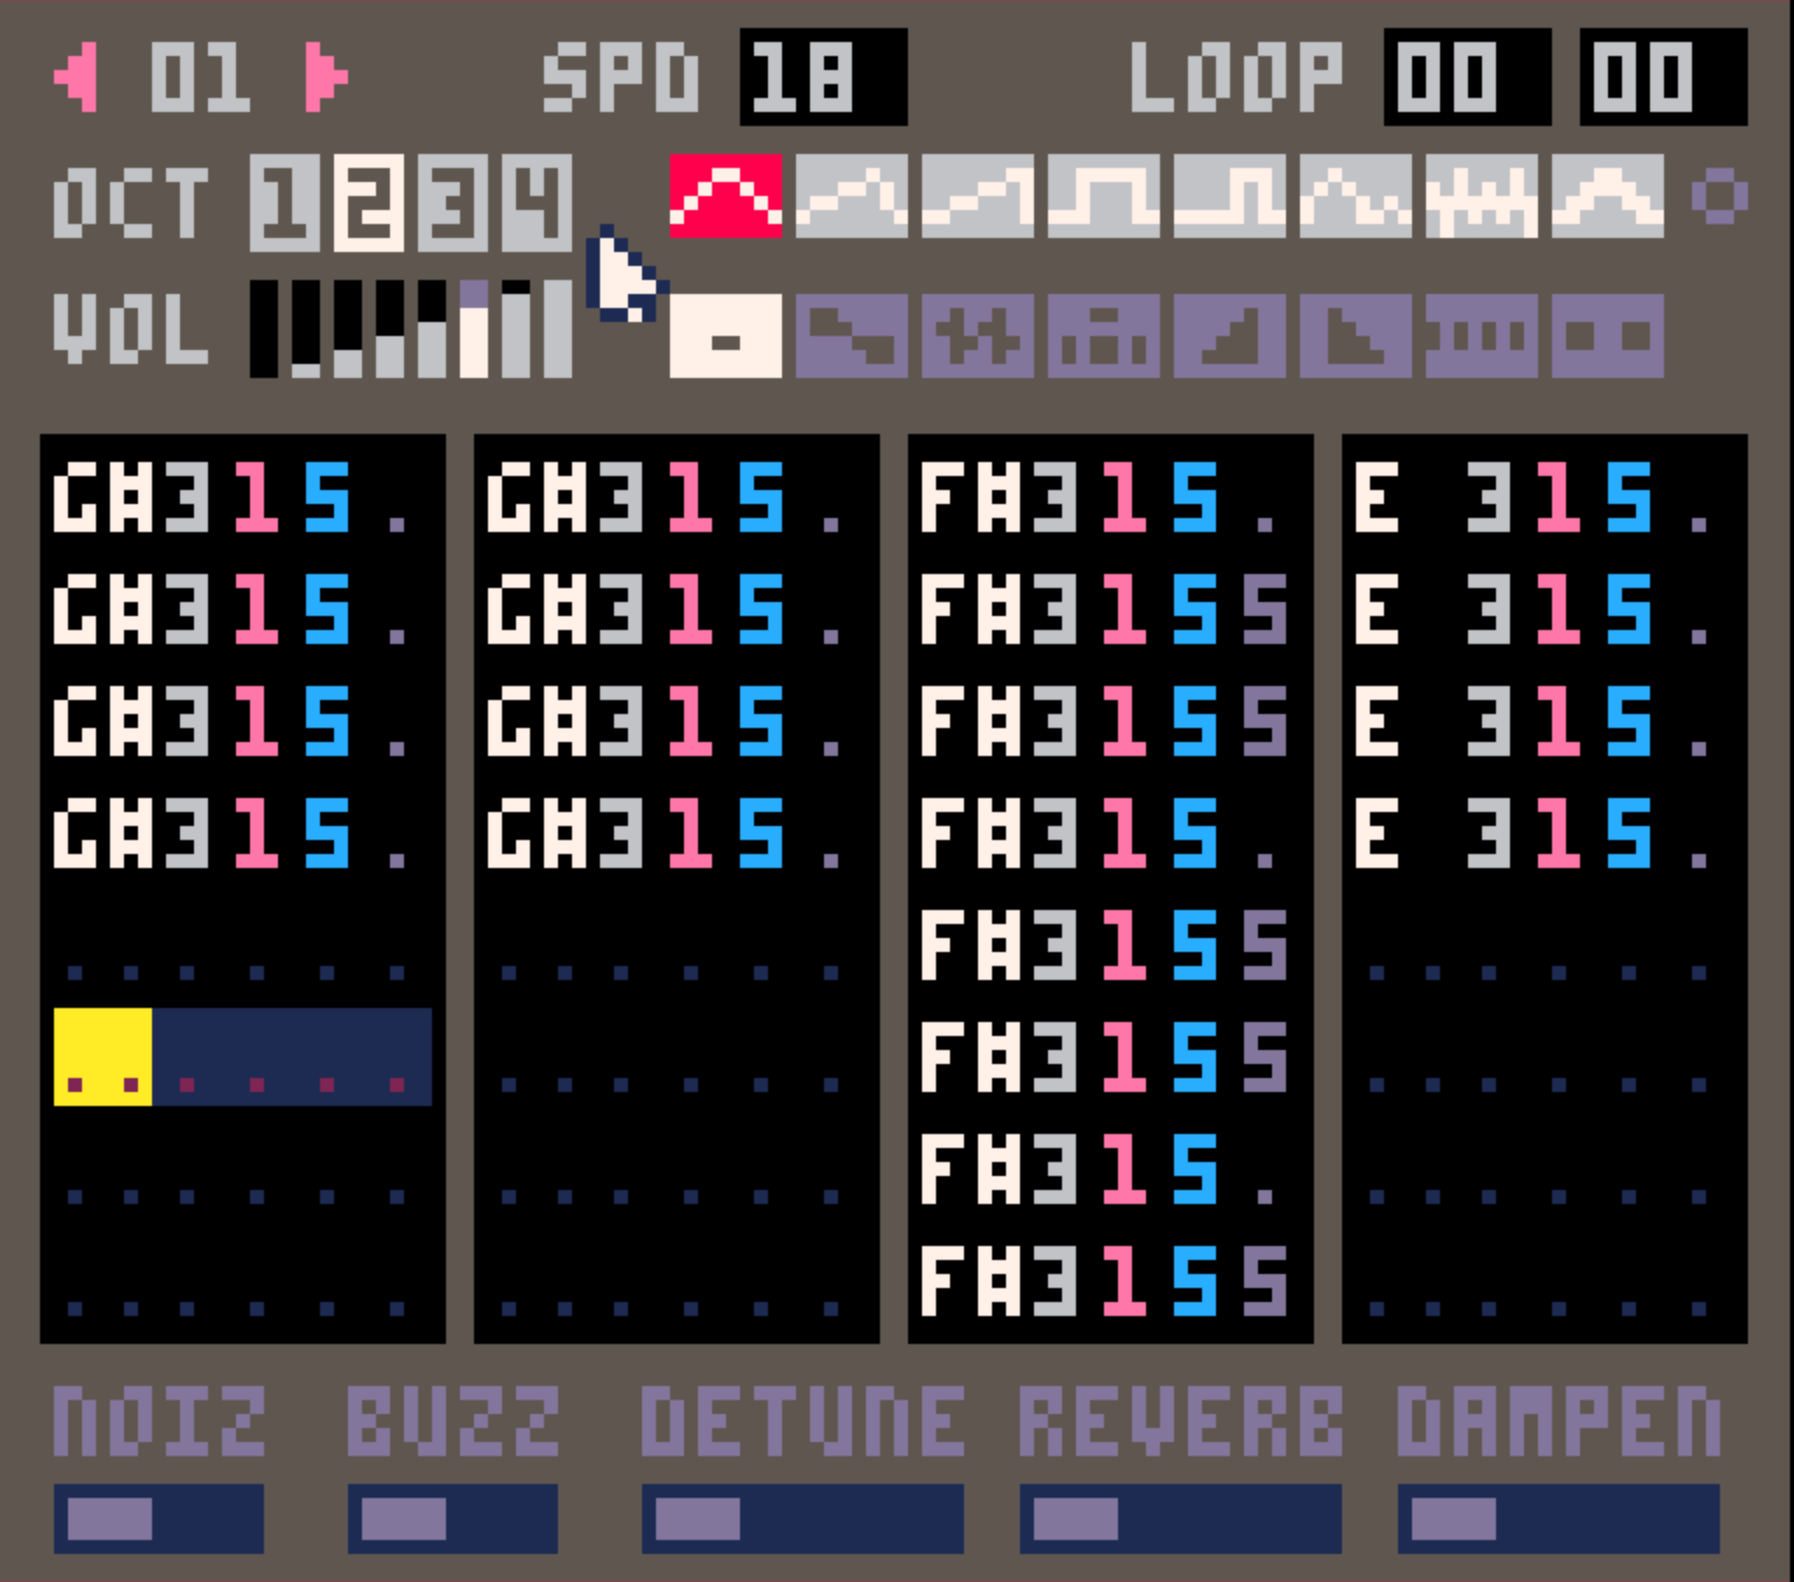 01 SPD 18 LOOP 00 00
OCT 1 2 3 4
VOL
G#3 1 5 . G#3 1 5 . F#3 1 5 . E 3 1 5 .
G#3 1 5 . G#3 1 5 . F#3 1 5 5 E 3 1 5 .
G#3 1 5 . G#3 1 5 . F#3 1 5 5 E 3 1 5 .
G#3 1 5 . G#3 1 5 . F#3 1 5 . E 3 1 5 .
. . . . . . . . . . . . F#3 1 5 5 . . . . . .
. . . . . . . . . . . . F#3 1 5 5 . . . . . .
. . . . . . . . . . . . F#3 1 5 . . . . . . .
. . . . . . . . . . . . F#3 1 5 5 . . . . . .
NOIZ BUZZ DETUNE REVERB DAMPEN